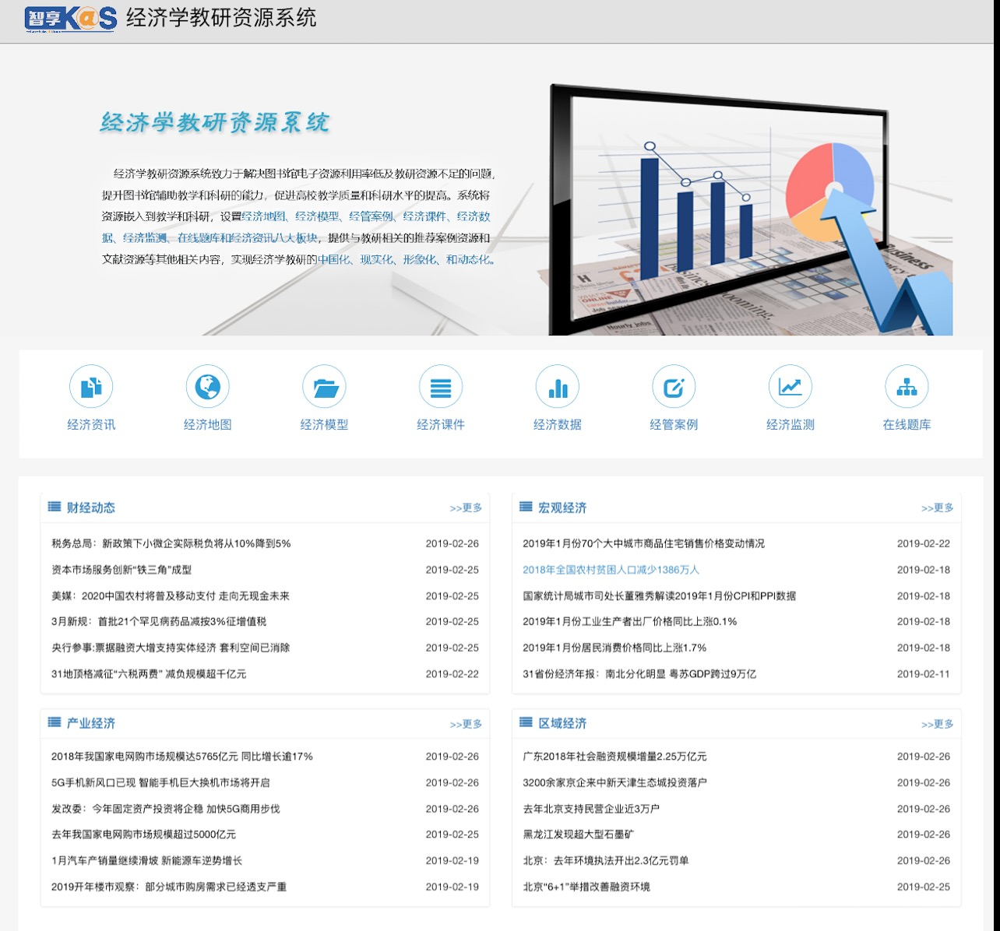 智享K@S 经济学教研资源系统
经济学教研资源系统
经济学教研资源系统致力于解决图书馆电子资源利用率低及教研资源不足的问题,
提升图书馆辅助教学和科研的能力，促进高校教学质量和科研水平的提高。系统将
资源嵌入到教学和科研，设置经济地图、经济模型、经管案例、经济课件、经济数
据、经济监测、在线题库和经济资讯八大板块，提供与教研相关的推荐案例资源和
文献资源等其他相关内容，实现经济学教研的中国化、现实化、形象化、和动态化。
Business
ONLINE
Hourly jobs
经济资讯 经济地图 经济模型 经济课件 经济数据 经管案例 经济监测 在线题库
财经动态 >>更多
税务总局：新政策下小微企实际税负将从10%降到5% 2019-02-26
资本市场服务创新“铁三角”成型 2019-02-25
美媒：2020中国农村将普及移动支付 走向无现金未来 2019-02-25
3月新规：首批21个罕见病药品减按3%征增值税 2019-02-25
央行参事:票据融资大增支持实体经济 套利空间已消除 2019-02-25
31地顶格减征“六税两费” 减负规模超千亿元 2019-02-22
宏观经济 >>更多
2019年1月份70个大中城市商品住宅销售价格变动情况 2019-02-22
2018年全国农村贫困人口减少1386万人 2019-02-18
国家统计局城市司处长董雅秀解读2019年1月份CPI和PPI数据 2019-02-18
2019年1月份工业生产者出厂价格同比上涨0.1% 2019-02-18
2019年1月份居民消费价格同比上涨1.7% 2019-02-18
31省份经济年报：南北分化明显 粤苏GDP跨过9万亿 2019-02-11
产业经济 >>更多
2018年我国家电网购市场规模达5765亿元 同比增长逾17% 2019-02-26
5G手机新风口已现 智能手机巨大换机市场将开启 2019-02-26
发改委：今年固定资产投资将企稳 加快5G商用步伐 2019-02-26
去年我国家电网购市场规模超过5000亿元 2019-02-25
1月汽车产销量继续滑坡 新能源车逆势增长 2019-02-19
2019开年楼市观察：部分城市购房需求已经透支严重 2019-02-19
区域经济 >>更多
广东2018年社会融资规模增量2.25万亿元 2019-02-26
3200余家京企来中新天津生态城投资落户 2019-02-26
去年北京支持民营企业近3万户 2019-02-26
黑龙江发现超大型石墨矿 2019-02-26
北京：去年环境执法开出2.3亿元罚单 2019-02-26
北京“6+1”举措改善融资环境 2019-02-25